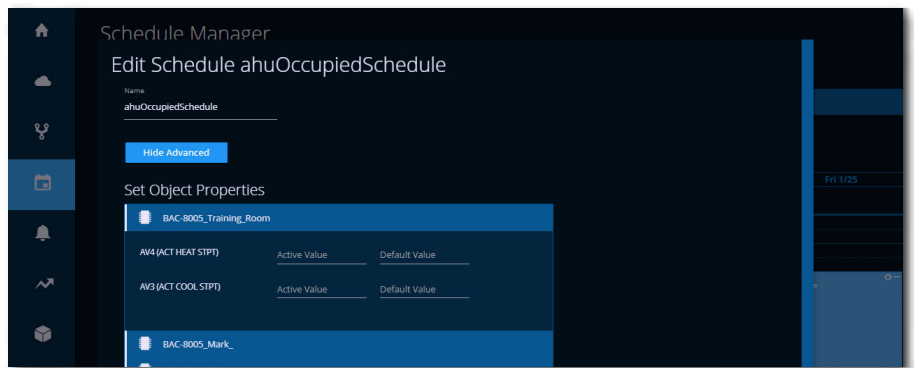 Schedule Manager
Edit Schedule ahuOccupiedSchedule
Name
ahuOccupiedSchedule
Hide Advanced
Fri 1/25
Set Object Properties
BAC-8005_Training_Room
AV4 (ACT HEAT STPT) Active Value Default Value
AV3 (ACT COOL STPT) Active Value Default Value
BAC-8005_Mark_